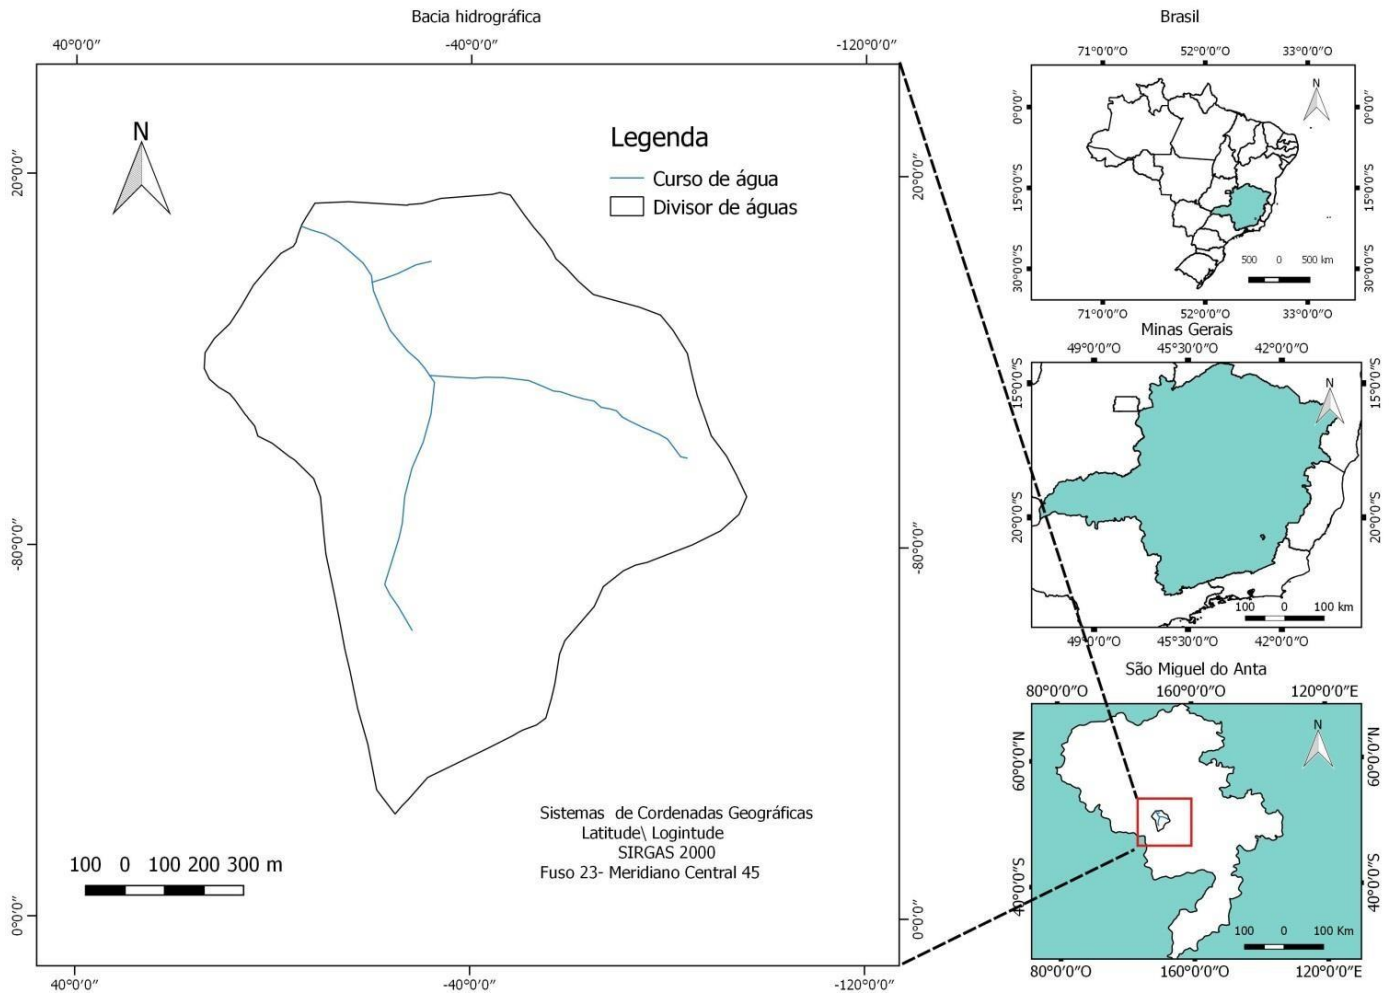 Bacia hidrográfica
40°0'0"
-40°0'0"
-120°0'0"
20°0'0"
20°0'0"
N
Legenda
Curso de água
Divisor de águas
-80°0'0"
-80°0'0"
Sistemas de Cordenadas Geográficas
Latitude\ Logintude
SIRGAS 2000
Fuso 23- Meridiano Central 45
100 0 100 200 300 m
0°0'0"
0°0'0"
40°0'0"
-40°0'0"
-120°0'0"
Brasil
71°0'0"O
52°0'0"O
33°0'0"O
N
0°0'0"
0°0'0"
15°0'0"S
15°0'0"S
500 0 500 km
30°0'0"S
30°0'0"S
71°0'0"O
52°0'0"O
33°0'0"O
Minas Gerais
49°0'0"O
45°30'0"O
42°0'0"O
15°0'0"S
15°0'0"S
N
20°0'0"S
20°0'0"S
100 0 100 km
49°0'0"O
45°30'0"O
42°0'0"O
São Miguel do Anta
80°0'0"O
160°0'0"O
120°0'0"E
N
60°0'0"N
60°0'0"N
40°0'0"S
40°0'0"S
100 0 100 Km
80°0'0"O
160°0'0"O
120°0'0"E